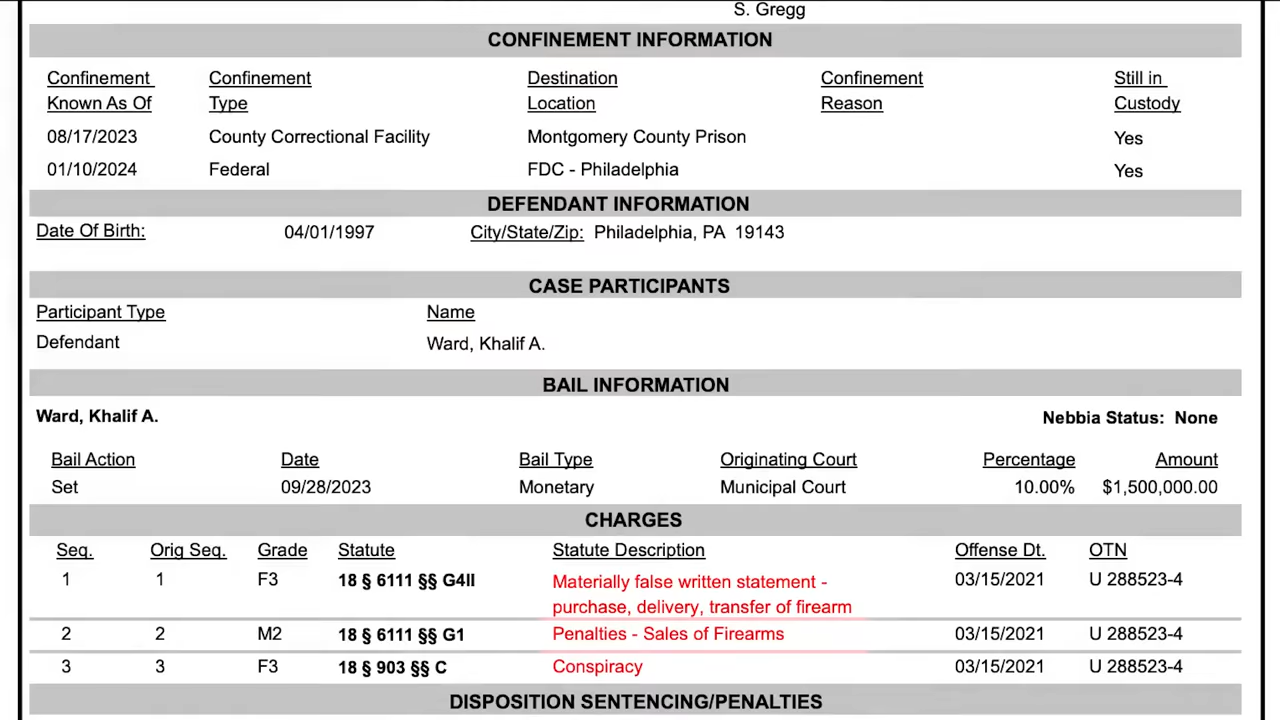 S. Gregg
CONFINEMENT INFORMATION
Confinement Known As Of Confinement Type Destination Location Confinement Reason Still in Custody
08/17/2023 County Correctional Facility Montgomery County Prison Yes
01/10/2024 Federal FDC - Philadelphia Yes
DEFENDANT INFORMATION
Date Of Birth: 04/01/1997 City/State/Zip: Philadelphia, PA 19143
CASE PARTICIPANTS
Participant Type Name
Defendant Ward, Khalif A.
BAIL INFORMATION
Ward, Khalif A. Nebbia Status: None
Bail Action Date Bail Type Originating Court Percentage Amount
Set 09/28/2023 Monetary Municipal Court 10.00% $1,500,000.00
CHARGES
Seq. Orig Seq. Grade Statute Statute Description Offense Dt. OTN
1 1 F3 18 § 6111 §§ G4II Materially false written statement - 03/15/2021 U 288523-4
purchase, delivery, transfer of firearm
2 2 M2 18 § 6111 §§ G1 Penalties - Sales of Firearms 03/15/2021 U 288523-4
3 3 F3 18 § 903 §§ C Conspiracy 03/15/2021 U 288523-4
DISPOSITION SENTENCING/PENALTIES